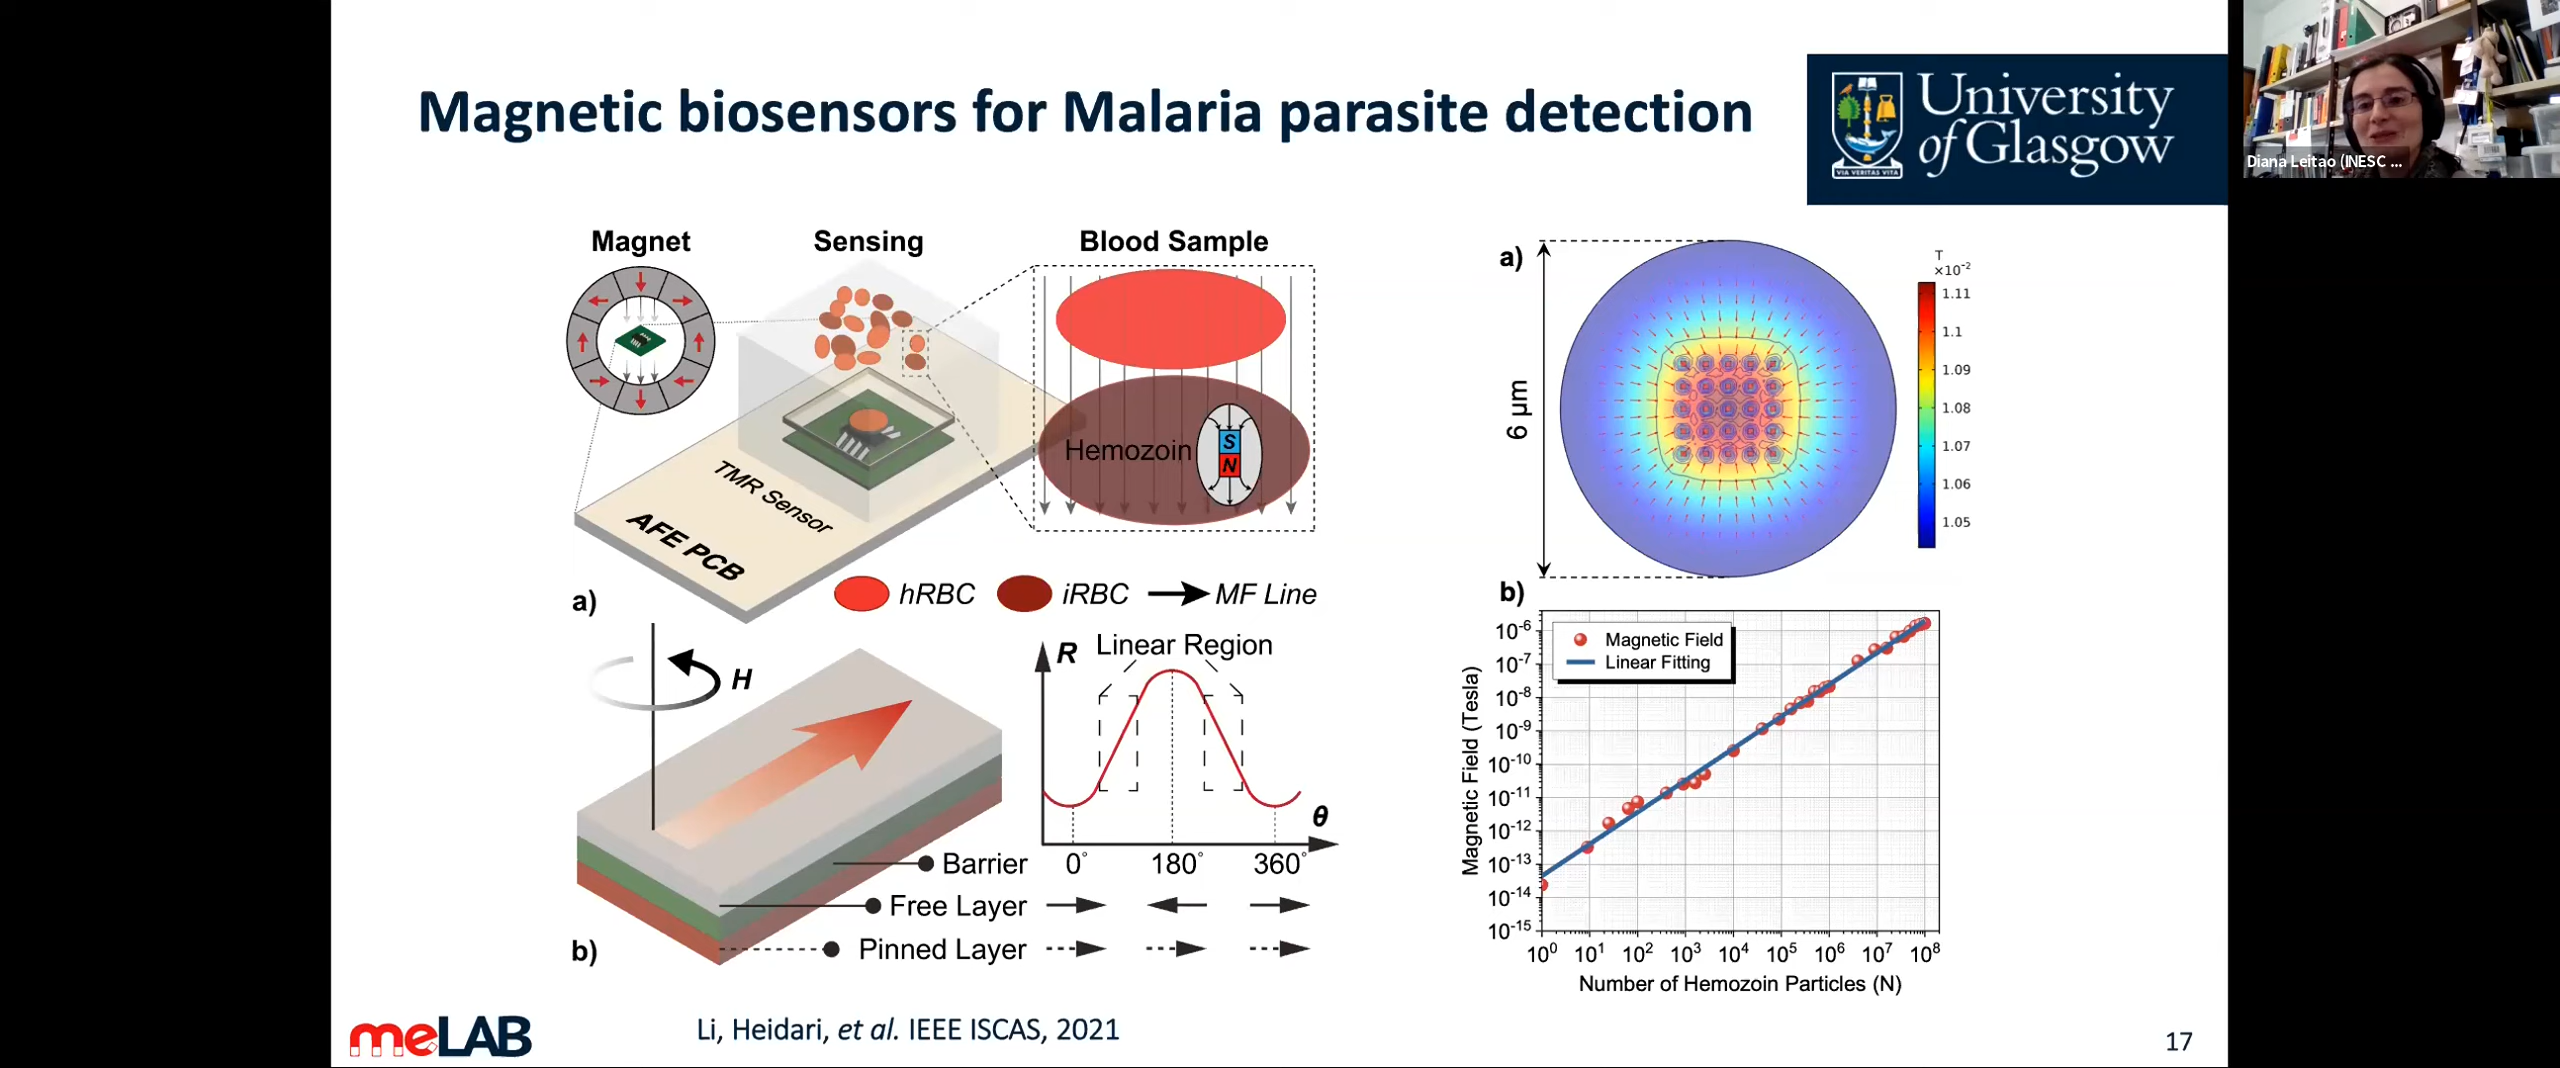 Magnetic biosensors for Malaria parasite detection
University
of Glasgow
VIA VERITAS VITA
Diana Leitao (INESC ...
Magnet
Sensing
Blood Sample
Hemozoin
S
N
TMR Sensor
AFE PCB
a)
hRBC
iRBC
MF Line
H
Barrier
Free Layer
Pinned Layer
b)
R
Linear Region
θ
0°
180°
360°
a)
6 μm
T
×10-2
1.11
1.1
1.09
1.08
1.07
1.06
1.05
b)
Magnetic Field
Linear Fitting
Magnetic Field (Tesla)
10-6
10-7
10-8
10-9
10-10
10-11
10-12
10-13
10-14
10-15
100 101 102 103 104 105 106 107 108
Number of Hemozoin Particles (N)
meLAB
Li, Heidari, et al. IEEE ISCAS, 2021
17